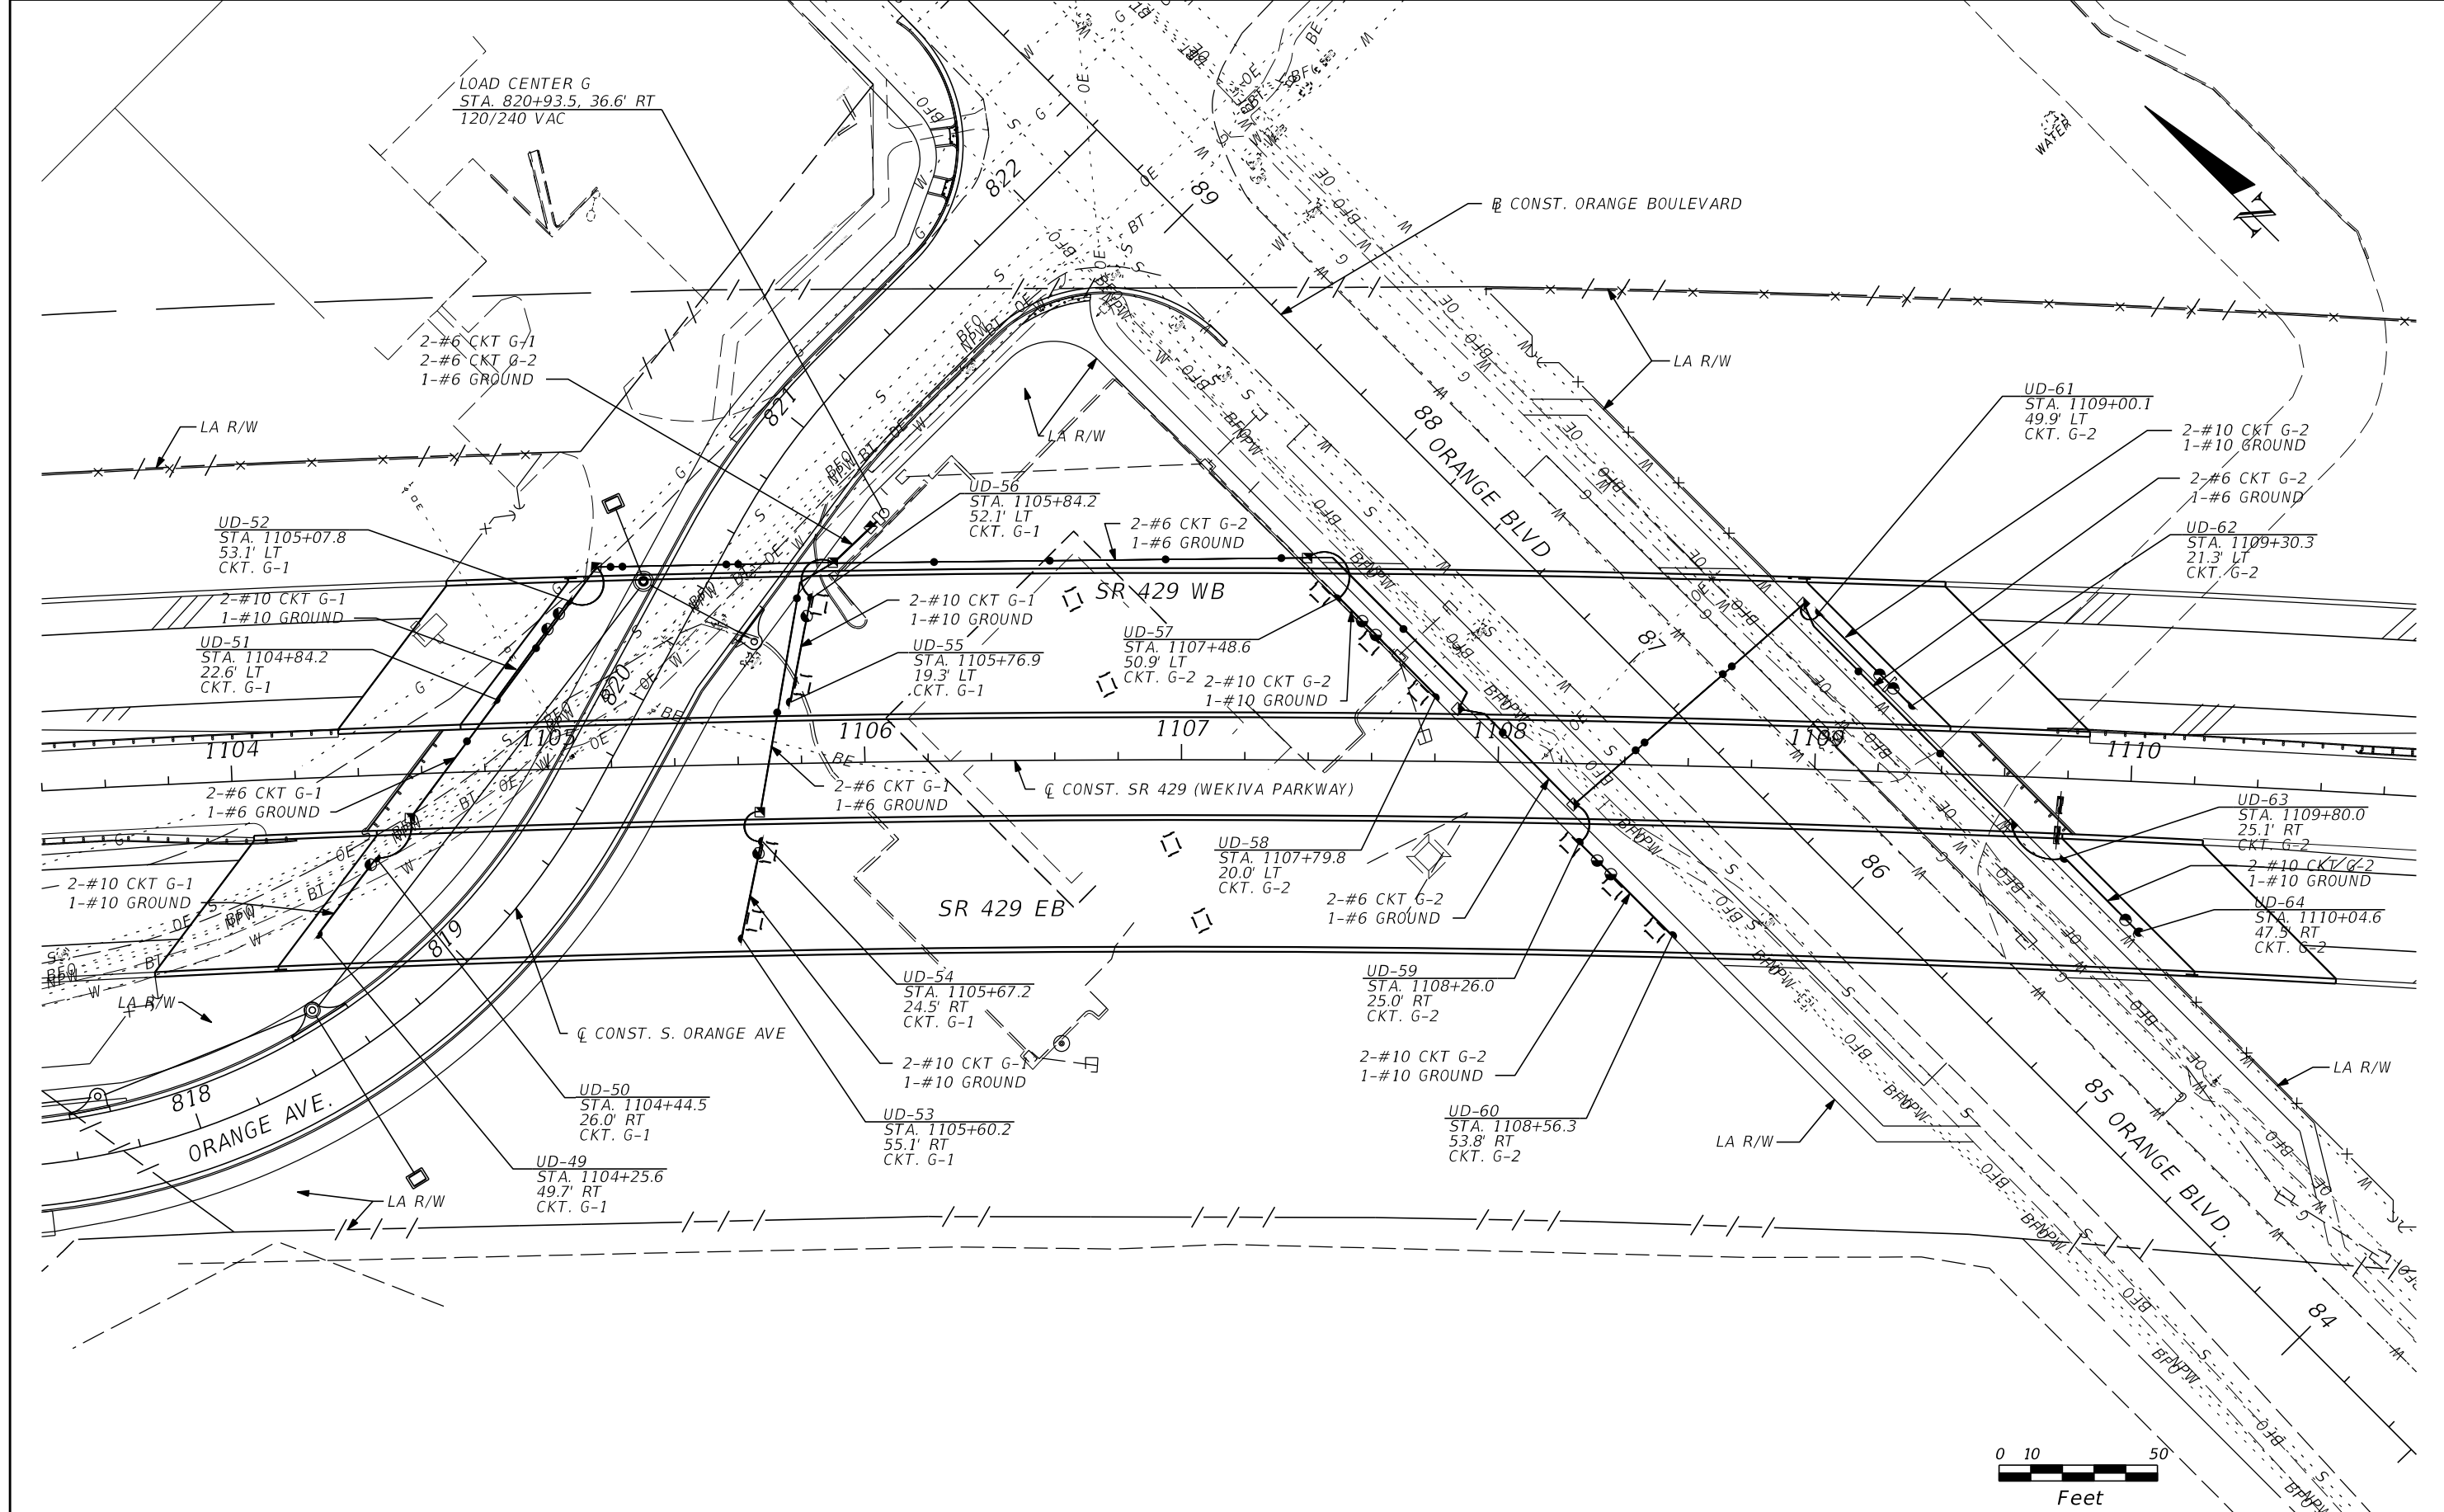 LOAD CENTER G
STA. 820+93.5, 36.6' RT
120/240 VAC
WATER
N
822
89
℄ CONST. ORANGE BOULEVARD
2-#6 CKT G-1
2-#6 CKT G-2
1-#6 GROUND
LA R/W
LA R/W
LA R/W
821
88 ORANGE BLVD
UD-61
STA. 1109+00.1
49.9' LT
CKT. G-2
2-#10 CKT G-2
1-#10 GROUND
2-#6 CKT G-2
1-#6 GROUND
UD-62
STA. 1109+30.3
21.3' LT
CKT. G-2
UD-56
STA. 1105+84.2
52.1' LT
CKT. G-1
2-#6 CKT G-2
1-#6 GROUND
UD-52
STA. 1105+07.8
53.1' LT
CKT. G-1
2-#10 CKT G-1
1-#10 GROUND
UD-51
STA. 1104+84.2
22.6' LT
CKT. G-1
SR 429 WB
2-#10 CKT G-1
1-#10 GROUND
UD-55
STA. 1105+76.9
19.3' LT
CKT. G-1
UD-57
STA. 1107+48.6
50.9' LT
CKT. G-2
2-#10 CKT G-2
1-#10 GROUND
87
820
1104
1105
1106
1107
1108
1109
1110
2-#6 CKT G-1
1-#6 GROUND
2-#6 CKT G-1
1-#6 GROUND
℄ CONST. SR 429 (WEKIVA PARKWAY)
UD-63
STA. 1109+80.0
25.1' RT
CKT. G-2
2-#10 CKT G-2
1-#10 GROUND
UD-64
STA. 1110+04.6
47.5' RT
CKT. G-2
UD-58
STA. 1107+79.8
20.0' LT
CKT. G-2
2-#6 CKT G-2
1-#6 GROUND
86
2-#10 CKT G-1
1-#10 GROUND
SR 429 EB
819
LA R/W
℄ CONST. S. ORANGE AVE
UD-54
STA. 1105+67.2
24.5' RT
CKT. G-1
2-#10 CKT G-1
1-#10 GROUND
UD-59
STA. 1108+26.0
25.0' RT
CKT. G-2
2-#10 CKT G-2
1-#10 GROUND
LA R/W
818
ORANGE AVE.
UD-50
STA. 1104+44.5
26.0' RT
CKT. G-1
UD-53
STA. 1105+60.2
55.1' RT
CKT. G-1
UD-60
STA. 1108+56.3
53.8' RT
CKT. G-2
LA R/W
85 ORANGE BLVD.
UD-49
STA. 1104+25.6
49.7' RT
CKT. G-1
LA R/W
84
0 10 50
Feet